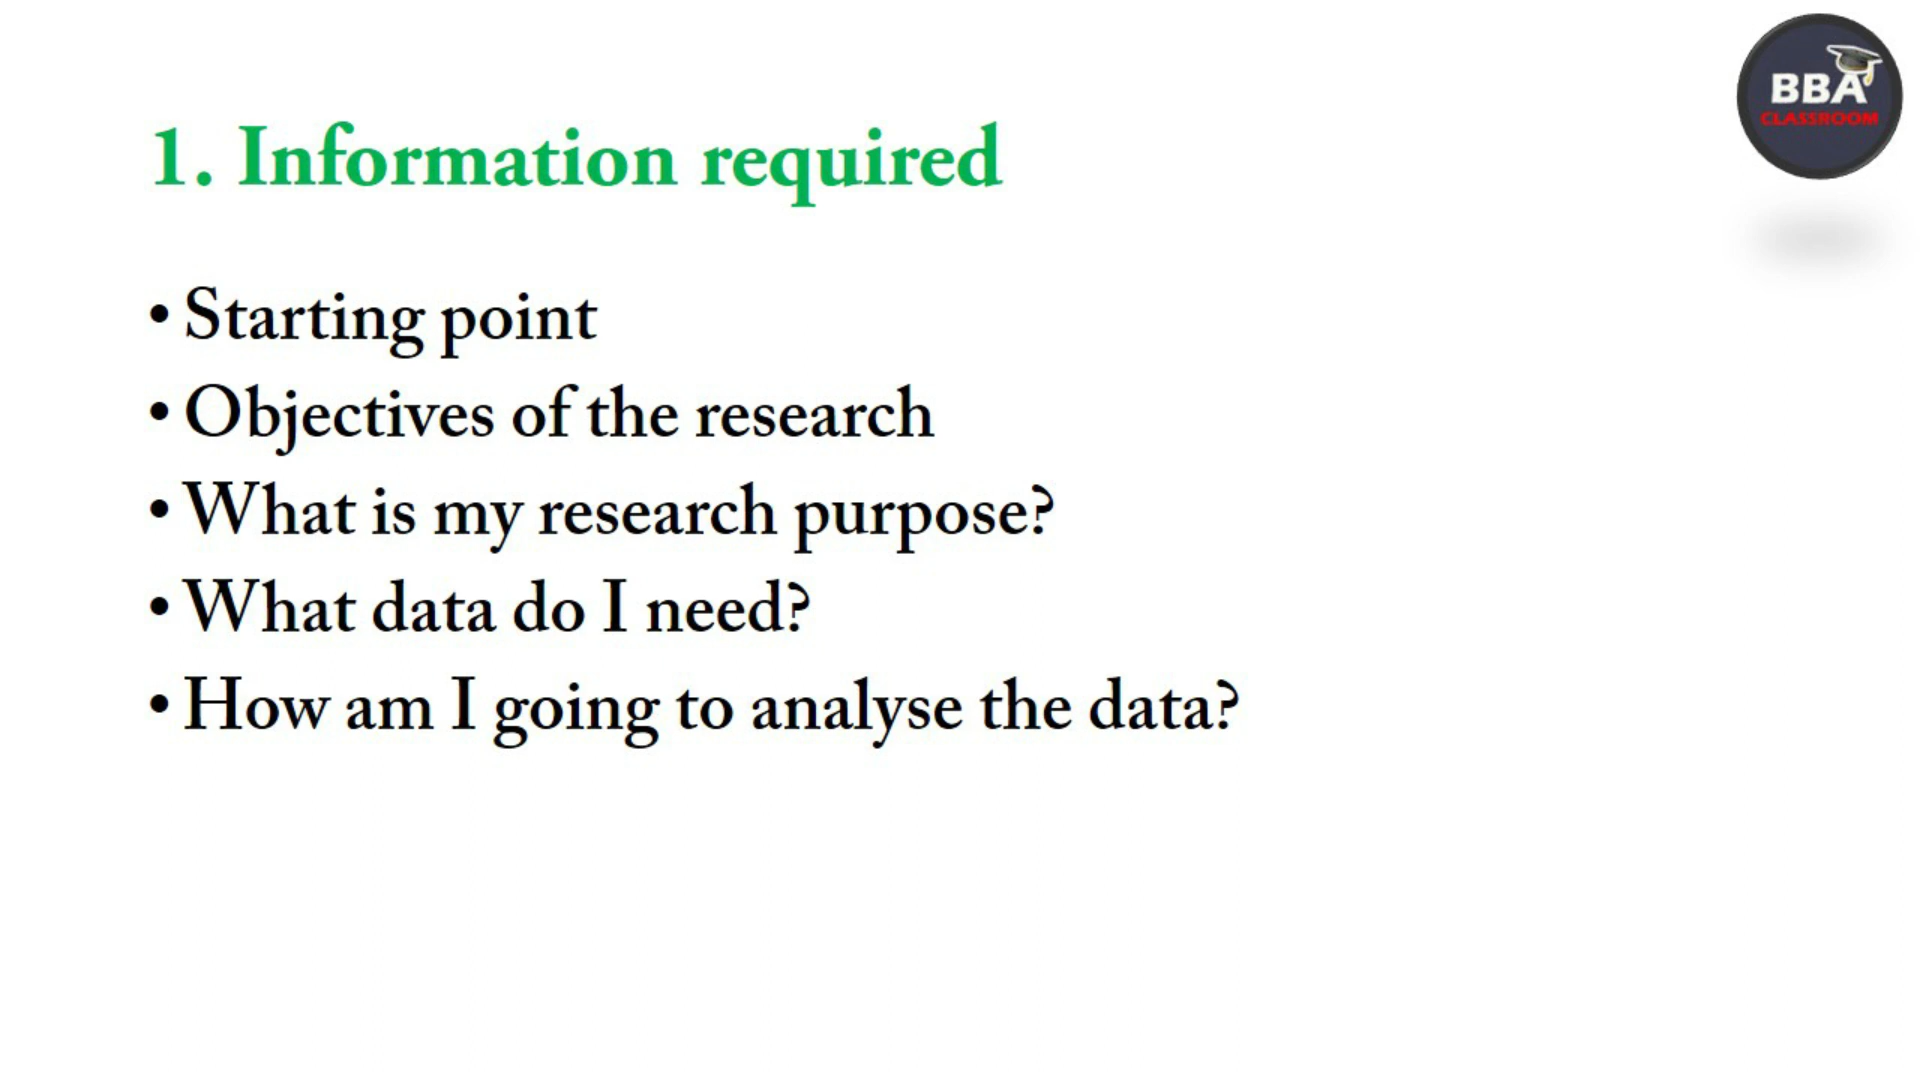 BBA
CLASSROOM
1. Information required
• Starting point
• Objectives of the research
• What is my research purpose?
• What data do I need?
• How am I going to analyse the data?